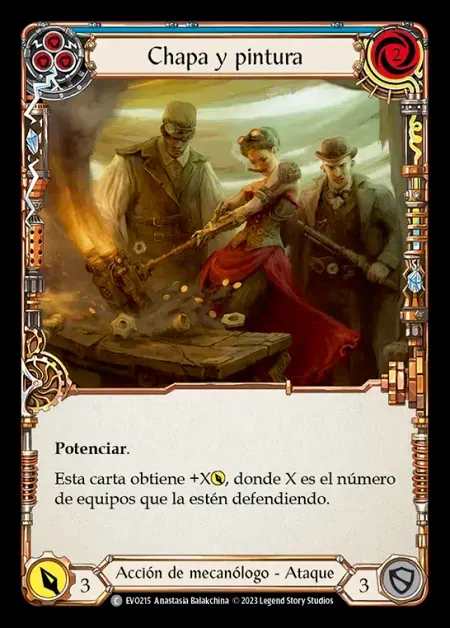 Chapa y pintura
2
Potenciar.
Esta carta obtiene +X, donde X es el número
de equipos que la estén defendiendo.
3
Acción de mecanólogo - Ataque
3
C EVO215 Anastasia Balakchina © 2023 Legend Story Studios